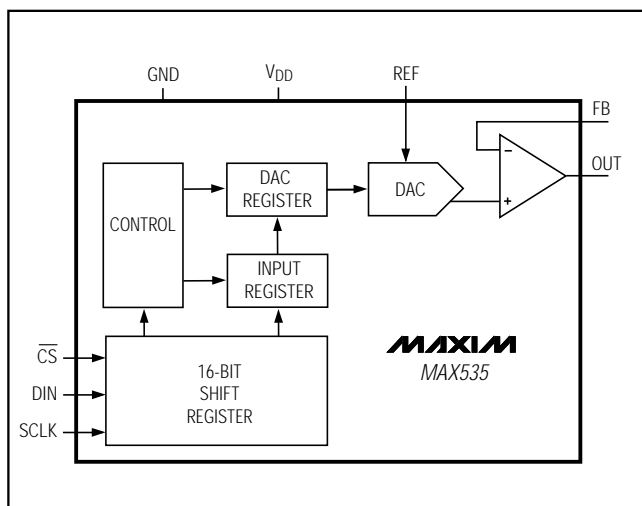 GND
VDD
REF
FB
OUT
DAC
REGISTER
DAC
CONTROL
INPUT
REGISTER
CS
DIN
SCLK
16-BIT
SHIFT
REGISTER
MAXIM
MAX535
−
+